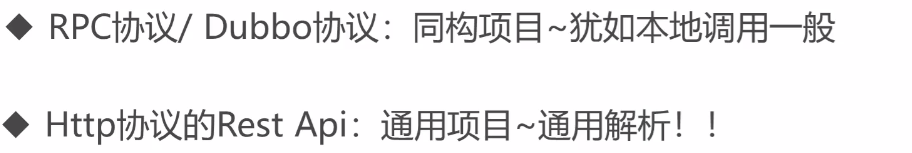 ◆ RPC协议/ Dubbo协议：同构项目~犹如本地调用一般
◆ Http协议的Rest Api：通用项目~通用解析！！